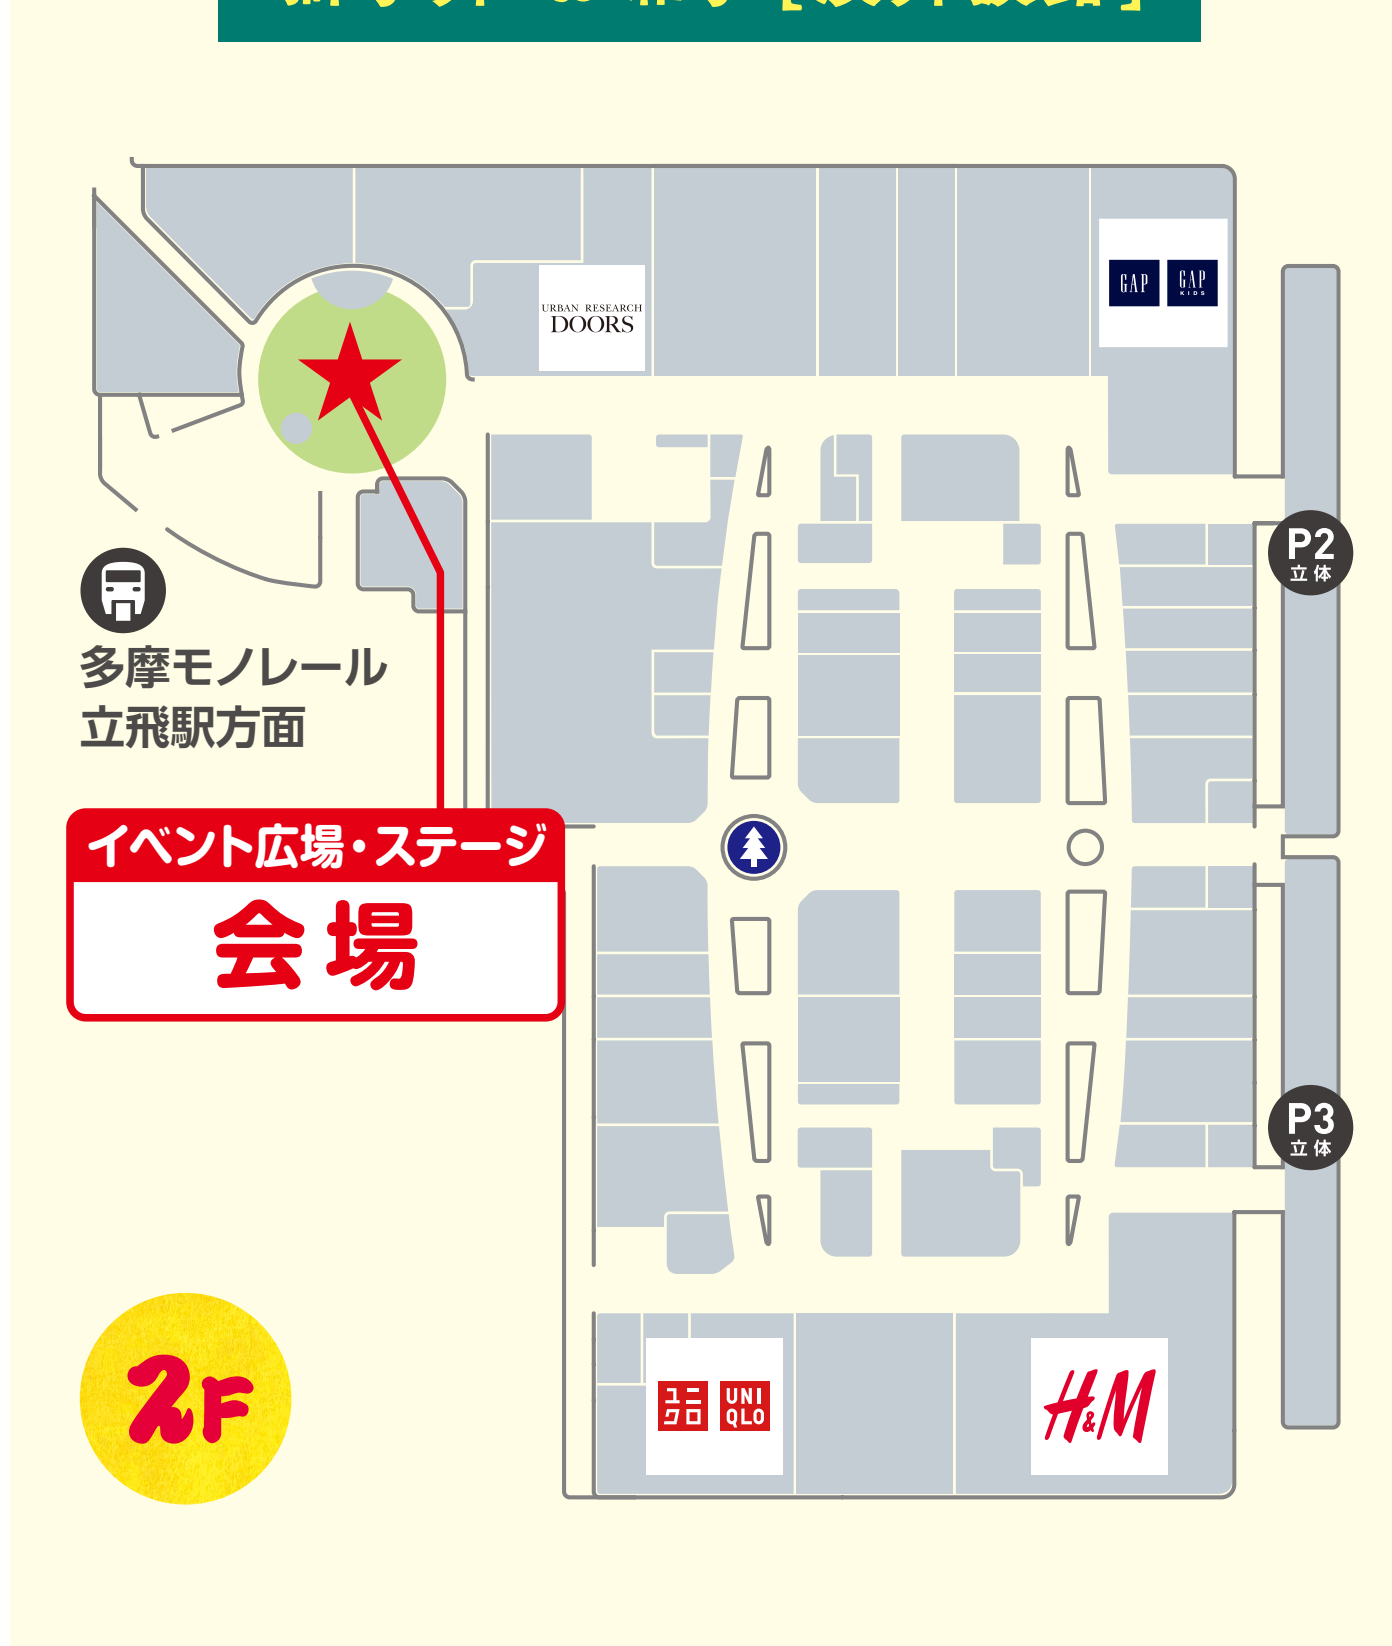 URBAN RESEARCH
DOORS
GAP
GAP
KIDS
P2
立体
多摩モノレール
立飛駅方面
イベント広場・ステージ
会場
P3
立体
2F
ユニ
クロ
UNI
QLO
H&M